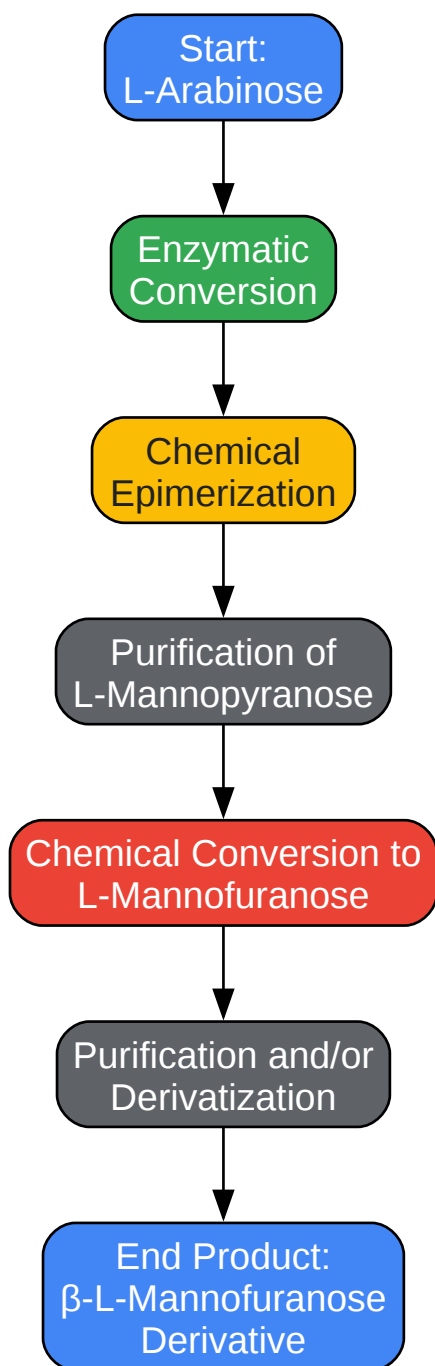 Start:
L-Arabinose
Enzymatic
Conversion
Chemical
Epimerization
Purification of
L-Mannopyranose
Chemical Conversion to
L-Mannofuranose
Purification and/or
Derivatization
End Product:
β-L-Mannofuranose
Derivative